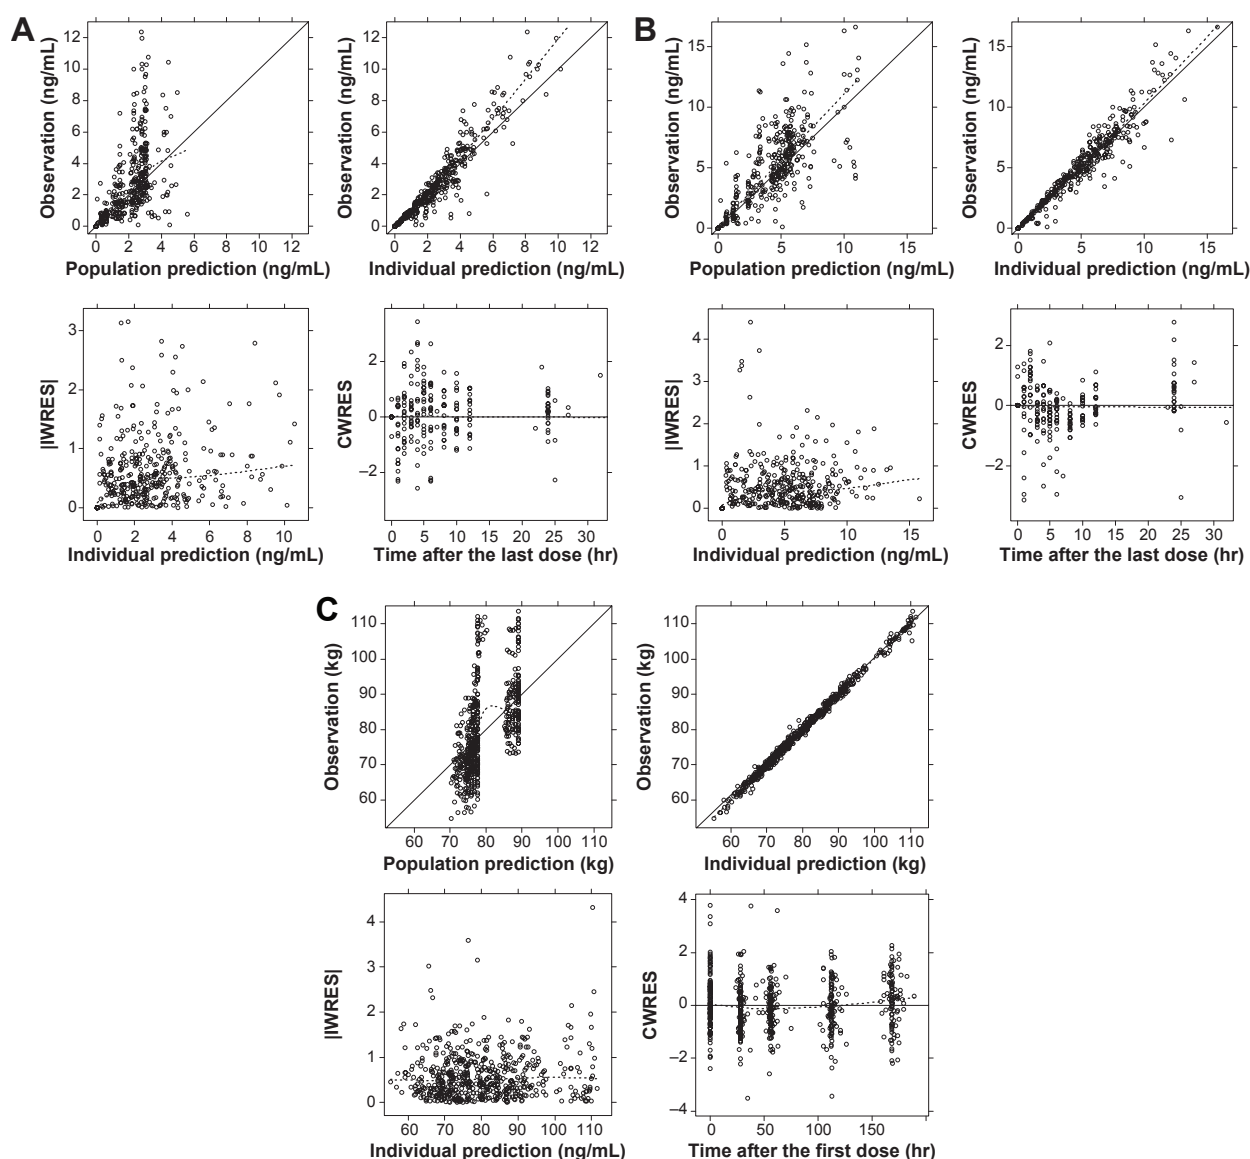 A
Observation (ng/mL)
12
10
8
6
4
2
0
0 2 4 6 8 10 12
Population prediction (ng/mL)
Observation (ng/mL)
12
10
8
6
4
2
0
0 2 4 6 8 10 12
Individual prediction (ng/mL)
|IWRES|
3
2
1
0
0 2 4 6 8 10
Individual prediction (ng/mL)
CWRES
2
0
−2
0 5 10 15 20 25 30
Time after the last dose (hr)
B
Observation (ng/mL)
15
10
5
0
0 5 10 15
Population prediction (ng/mL)
Observation (ng/mL)
15
10
5
0
0 5 10 15
Individual prediction (ng/mL)
|IWRES|
4
3
2
1
0
0 5 10 15
Individual prediction (ng/mL)
CWRES
2
0
−2
0 5 10 15 20 25 30
Time after the last dose (hr)
C
Observation (kg)
110
100
90
80
70
60
60 70 80 90 100 110
Population prediction (kg)
Observation (kg)
110
100
90
80
70
60
60 70 80 90 100 110
Individual prediction (kg)
|IWRES|
4
3
2
1
0
60 70 80 90 100 110
Individual prediction (ng/mL)
CWRES
4
2
0
−2
−4
0 50 100 150
Time after the first dose (hr)